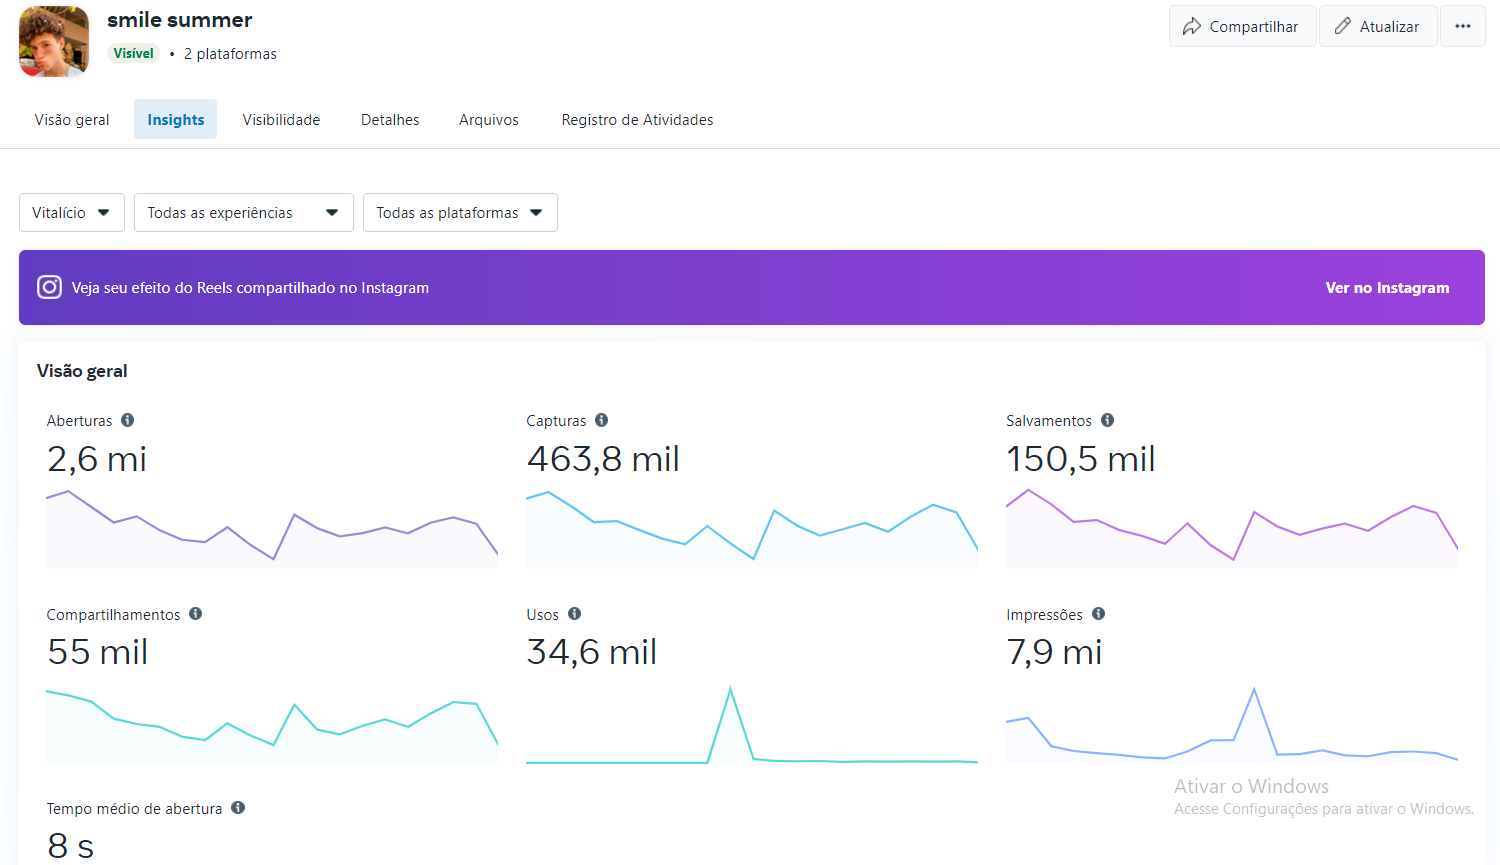 smile summer
Visível • 2 plataformas
Compartilhar
Atualizar
Visão geral
Insights
Visibilidade
Detalhes
Arquivos
Registro de Atividades
Vitalício
Todas as experiências
Todas as plataformas
Veja seu efeito do Reels compartilhado no Instagram
Ver no Instagram
Visão geral
Aberturas
2,6 mi
Capturas
463,8 mil
Salvamentos
150,5 mil
Compartilhamentos
55 mil
Usos
34,6 mil
Impressões
7,9 mi
Tempo médio de abertura
8 s
Ativar o Windows
Acesse Configurações para ativar o Windows.